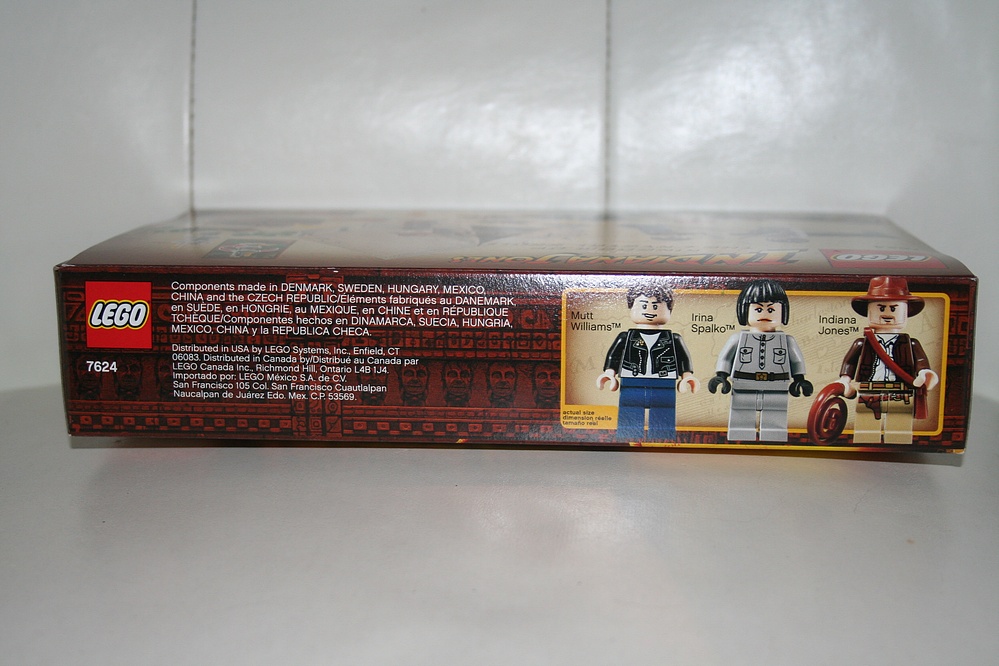 INDIANA JONES
LEGO
LEGO
7624
Components made in DENMARK, SWEDEN, HUNGARY, MEXICO,
CHINA and the CZECH REPUBLIC/Eléments fabriqués au DANEMARK,
en SUÈDE, en HONGRIE, au MEXIQUE, en CHINE et en RÉPUBLIQUE
TCHÈQUE/Componentes hechos en DINAMARCA, SUECIA, HUNGRIA,
MEXICO, CHINA y la REPUBLICA CHECA.
Distributed in USA by LEGO Systems, Inc., Enfield, CT
06083. Distributed in Canada by/Distribué au Canada par
LEGO Canada Inc., Richmond Hill, Ontario L4B 1J4.
Importado por: LEGO México S.A. de C.V.
San Francisco 105 Col. San Francisco Cuautlalpan
Naucalpan de Juárez Edo. Mex. C.P. 53569.
Mutt
Williams™
Irina
Spalko™
Indiana
Jones™
actual size
dimension réelle
tamaño real